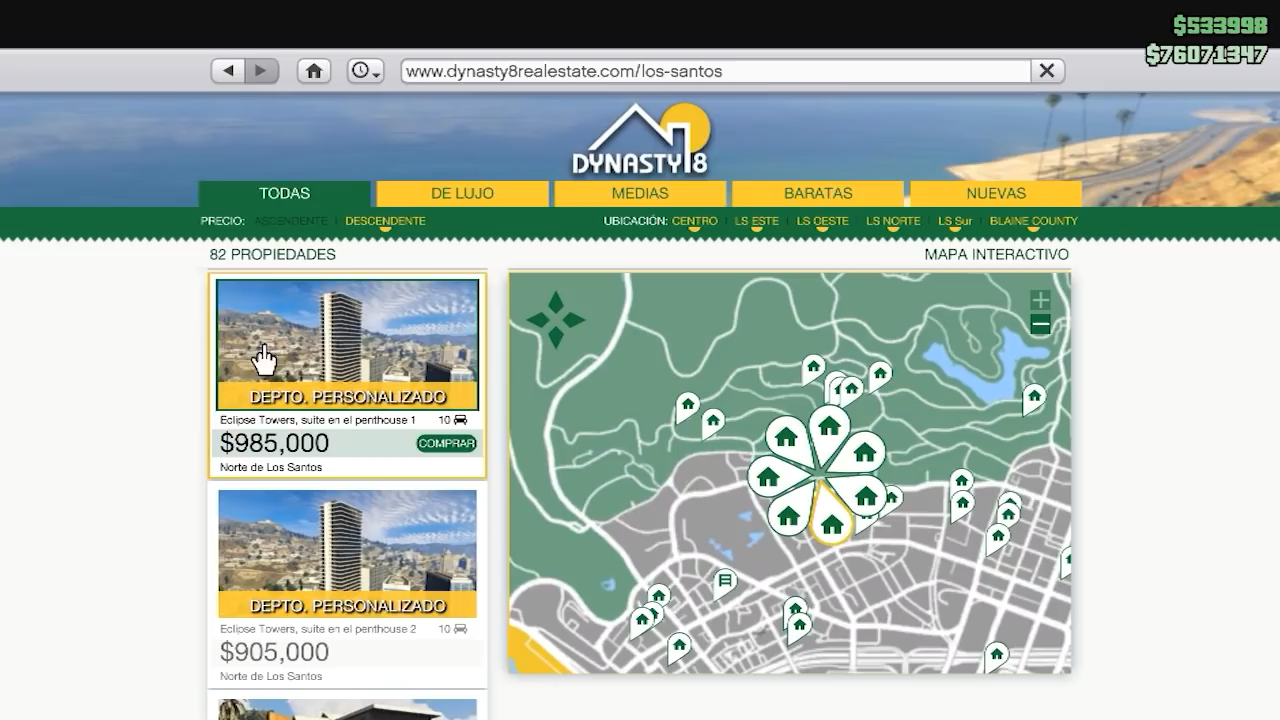 $533998
$76071347
www.dynasty8realestate.com/los-santos
DYNASTY 8
TODAS
DE LUJO
MEDIAS
BARATAS
NUEVAS
PRECIO: ASCENDENTE | DESCENDENTE
UBICACIÓN: CENTRO | LS ESTE | LS OESTE | LS NORTE | LS Sur | BLAINE COUNTY
82 PROPIEDADES
MAPA INTERACTIVO
DEPTO. PERSONALIZADO
Eclipse Towers, suite en el penthouse 1 10
$985,000 COMPRAR
Norte de Los Santos
DEPTO. PERSONALIZADO
Eclipse Towers, suite en el penthouse 2 10
$905,000
Norte de Los Santos